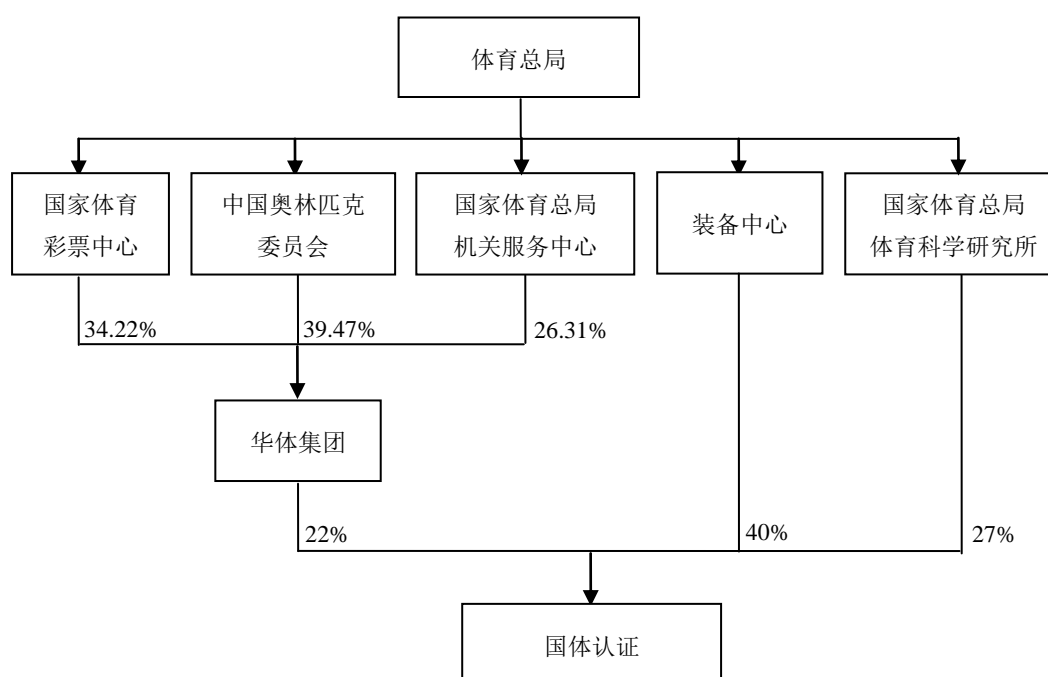 体育总局
国家体育
彩票中心
中国奥林匹克
委员会
国家体育总局
机关服务中心
装备中心
国家体育总局
体育科学研究所
34.22%
39.47%
26.31%
华体集团
22%
40%
27%
国体认证